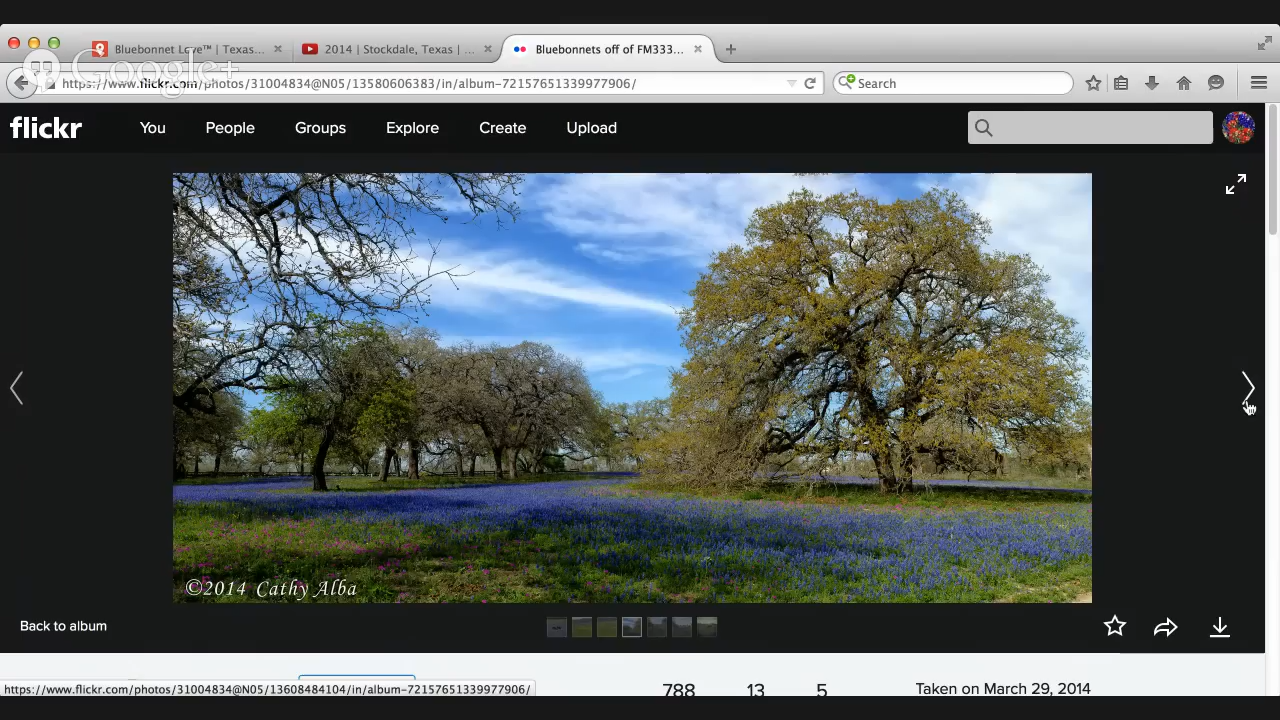 Bluebonnet Love™ | Texas...
2014 | Stockdale, Texas | ...
Bluebonnets off of FM333...
Google+
https://www.flickr.com/photos/31004834@N05/13580606383/in/album-72157651339977906/
Search
flickr
You
People
Groups
Explore
Create
Upload
©2014 Cathy Alba
Back to album
https://www.flickr.com/photos/31004834@N05/13608484104/in/album-72157651339977906/
788
13
5
Taken on March 29, 2014